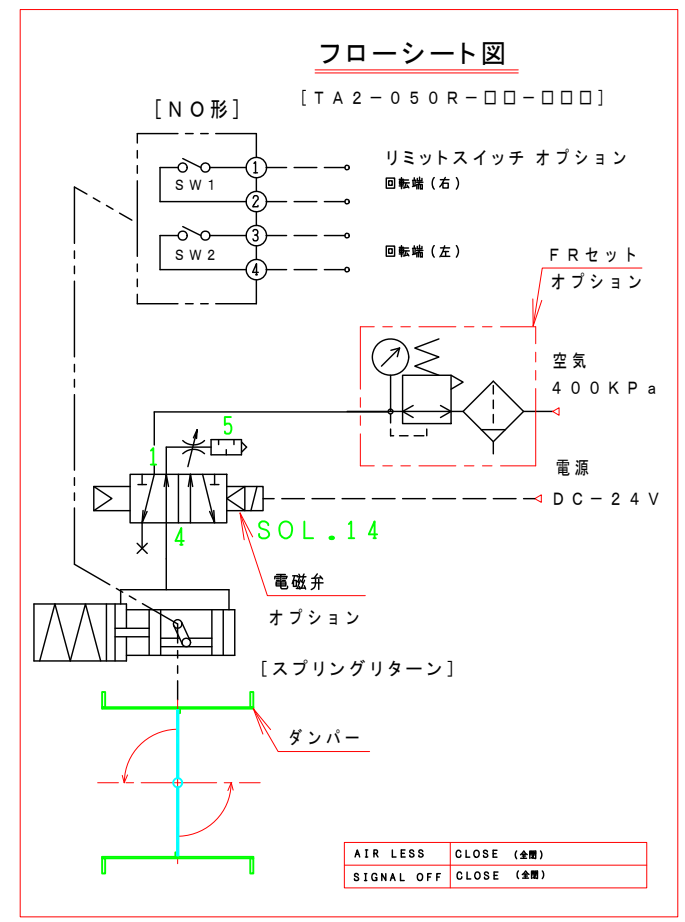 フローシート図
[TA2-050R-□□-□□□]
[NO形]
リミットスイッチ オプション
回転端(右)
回転端(左)
SW1
SW2
1
2
3
4
FRセット
オプション
空気
400KPa
電源
DC-24V
1
5
4
SOL.14
電磁弁
オプション
[スプリングリターン]
ダンパー
AIR LESS CLOSE (全閉)
SIGNAL OFF CLOSE (全閉)